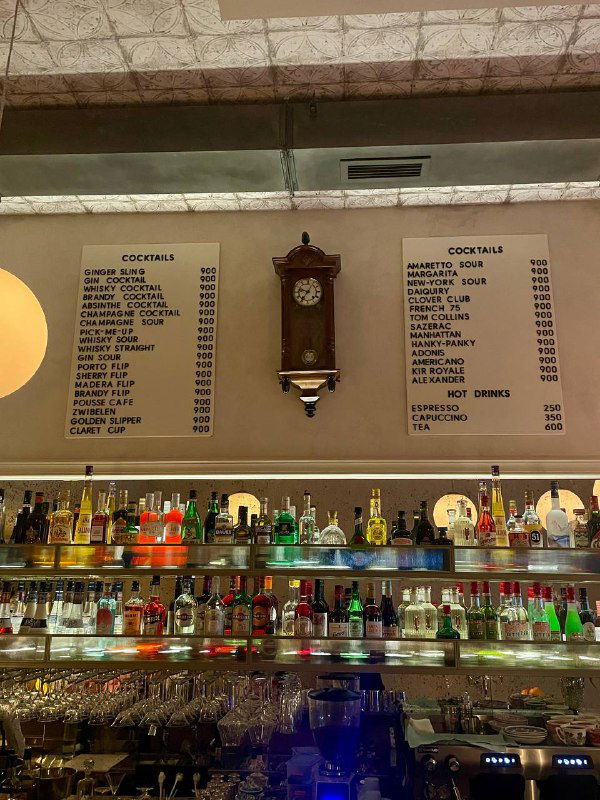 COCKTAILS
GINGER SLING 900
GIN COCKTAIL 900
WHISKY COCKTAIL 900
BRANDY COCKTAIL 900
ABSINTHE COCKTAIL 900
CHAMPAGNE COCKTAIL 900
CHAMPAGNE SOUR 900
PICK-ME-UP 900
WHISKY SOUR 900
WHISKY STRAIGHT 900
GIN SOUR 900
PORTO FLIP 900
SHERRY FLIP 900
MADERA FLIP 900
BRANDY FLIP 900
POUSSE CAFE 900
ZWIBELEN 900
GOLDEN SLIPPER 900
CLARET CUP 900
COCKTAILS
AMARETTO SOUR 900
MARGARITA 900
NEW-YORK SOUR 900
DAIQUIRY 900
CLOVER CLUB 900
FRENCH 75 900
TOM COLLINS 900
SAZERAC 900
MANHATTAN 900
HANKY-PANKY 900
ADONIS 900
AMERICANO 900
KIR ROYALE 900
ALEXANDER 900
HOT DRINKS
ESPRESSO 250
CAPUCCINO 350
TEA 600
51